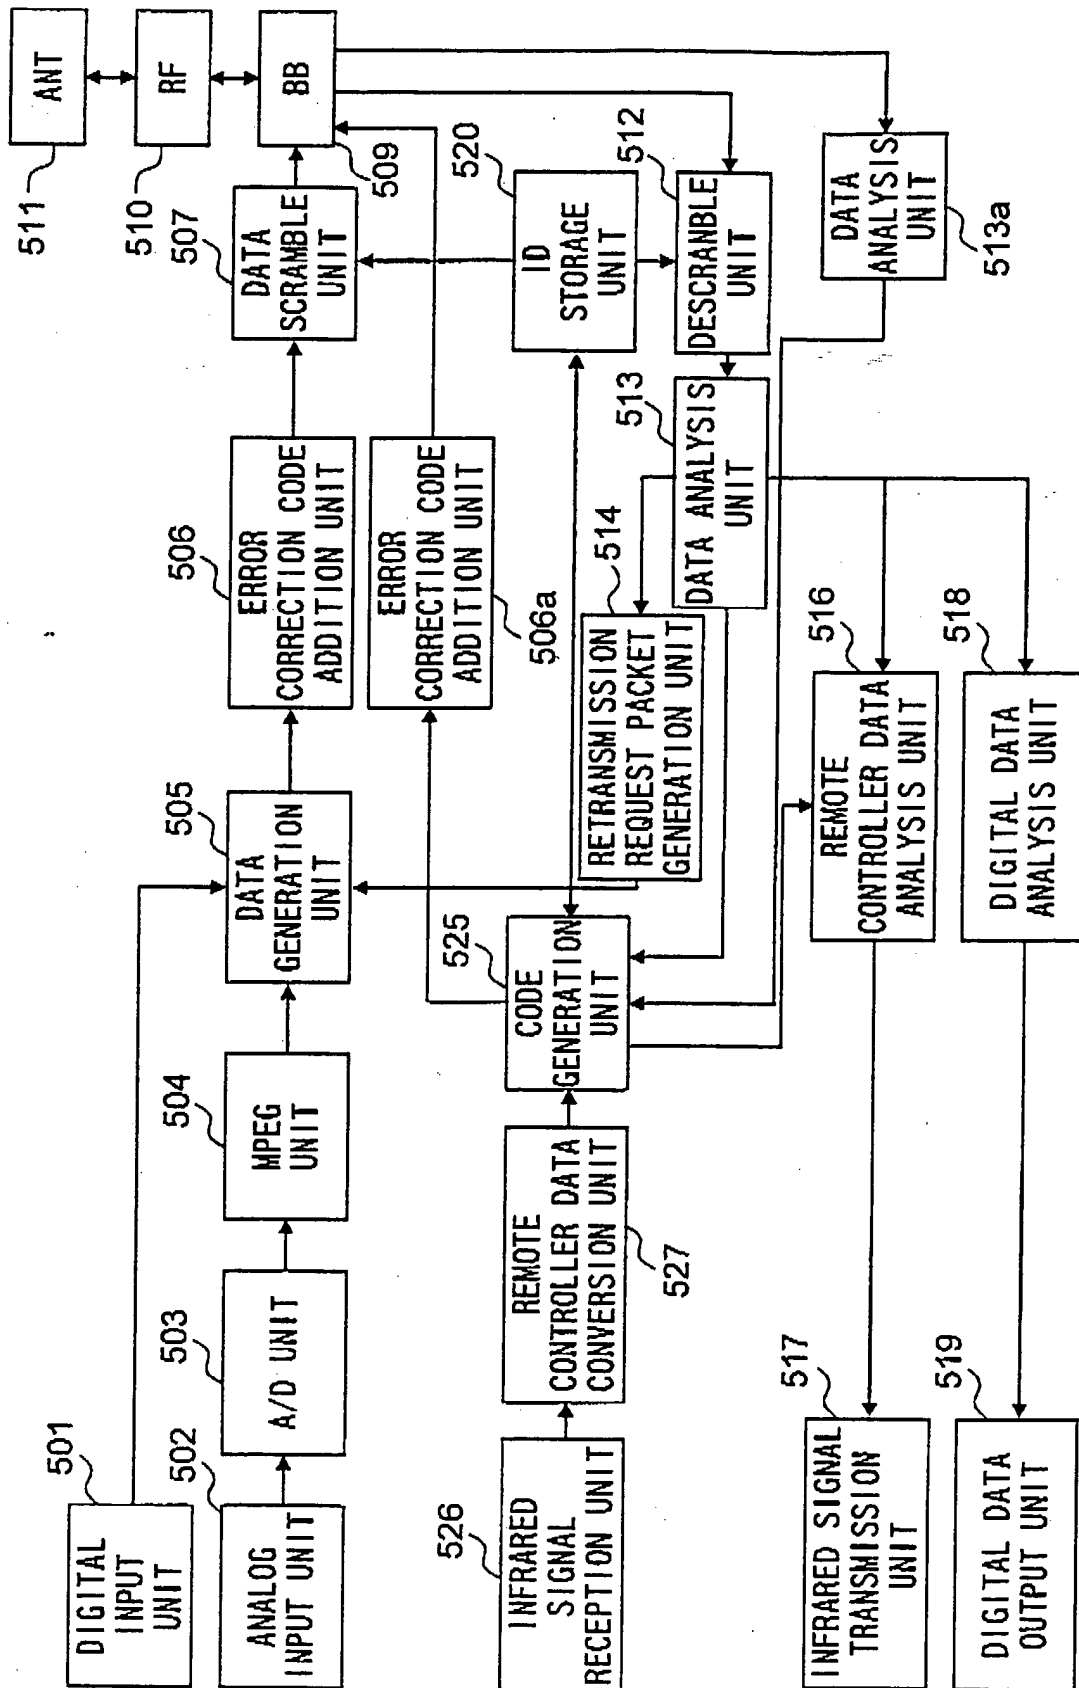 501
DIGITAL
INPUT
UNIT
502
ANALOG
INPUT UNIT
503
A/D UNIT
504
MPEG
UNIT
505
DATA
GENERATION
UNIT
506
ERROR
CORRECTION CODE
ADDITION UNIT
507
DATA
SCRAMBLE
UNIT
509
BB
510
RF
511
ANT
ERROR
CORRECTION CODE
ADDITION UNIT
506a
526
INFRARED
SIGNAL
RECEPTION UNIT
REMOTE
CONTROLLER DATA
CONVERSION UNIT
527
525
CODE
GENERATION
UNIT
520
ID
STORAGE
UNIT
514
RETRANSMISSION
REQUEST PACKET
GENERATION UNIT
513
DATA ANALYSIS
UNIT
512
DESCRANBLE
UNIT
DATA
ANALYSIS
UNIT
513a
517
INFRARED SIGNAL
TRANSMISSION
UNIT
516
REMOTE
CONTROLLER DATA
ANALYSIS UNIT
519
DIGITAL DATA
OUTPUT UNIT
518
DIGITAL DATA
ANALYSIS UNIT